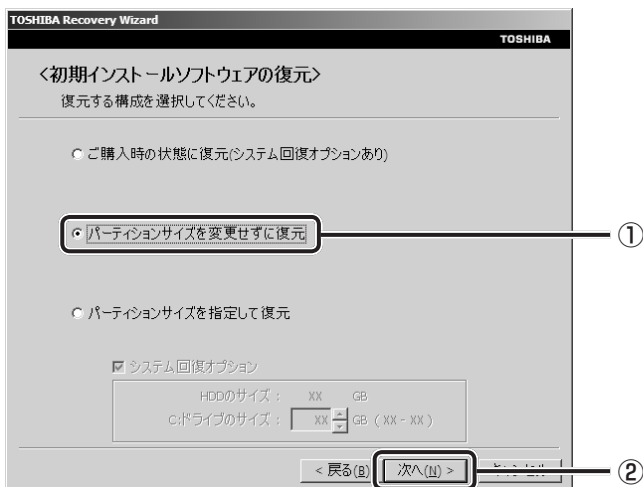 TOSHIBA Recovery Wizard
TOSHIBA
<初期インストールソフトウェアの復元>
復元する構成を選択してください。
ご購入時の状態に復元(システム回復オプションあり)
パーティションサイズを変更せずに復元
①
パーティションサイズを指定して復元
システム回復オプション
HDDのサイズ： XX GB
C:ドライブのサイズ： XX GB ( XX - XX )
< 戻る(B) 次へ(N) >
②